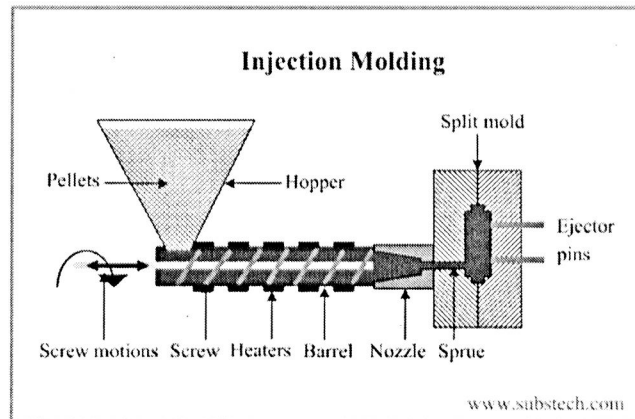 Injection Molding
Split mold
Pellets
Hopper
Ejector
pins
Screw motions Screw Heaters Barrel Nozzle Sprue
www.substech.com